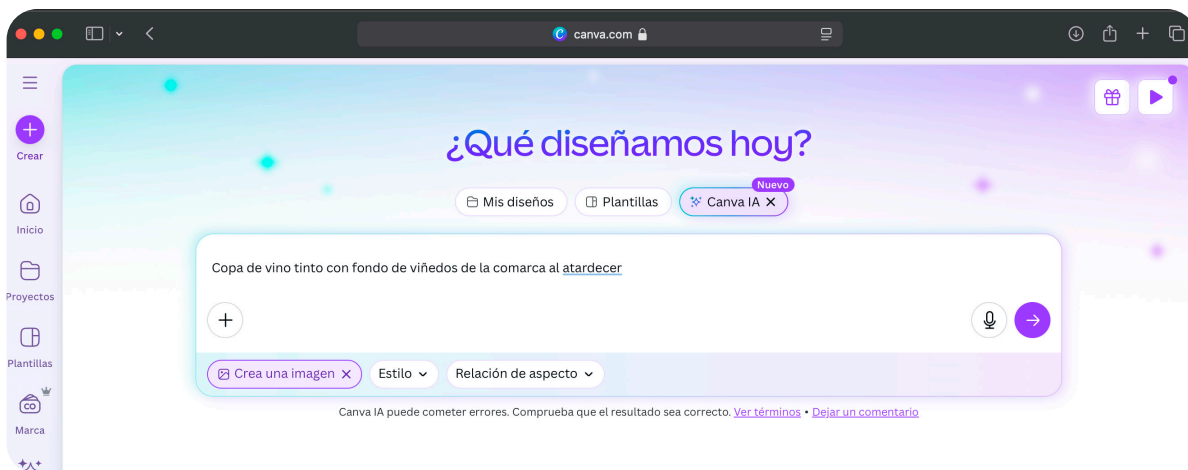 canva.com
Crear
Inicio
Proyectos
Plantillas
CO
Marca
¿Qué diseñamos hoy?
Nuevo
Mis diseños
Plantillas
Canva IA
Copa de vino tinto con fondo de viñedos de la comarca al atardecer
Crea una imagen
Estilo
Relación de aspecto
Canva IA puede cometer errores. Comprueba que el resultado sea correcto. Ver términos • Dejar un comentario